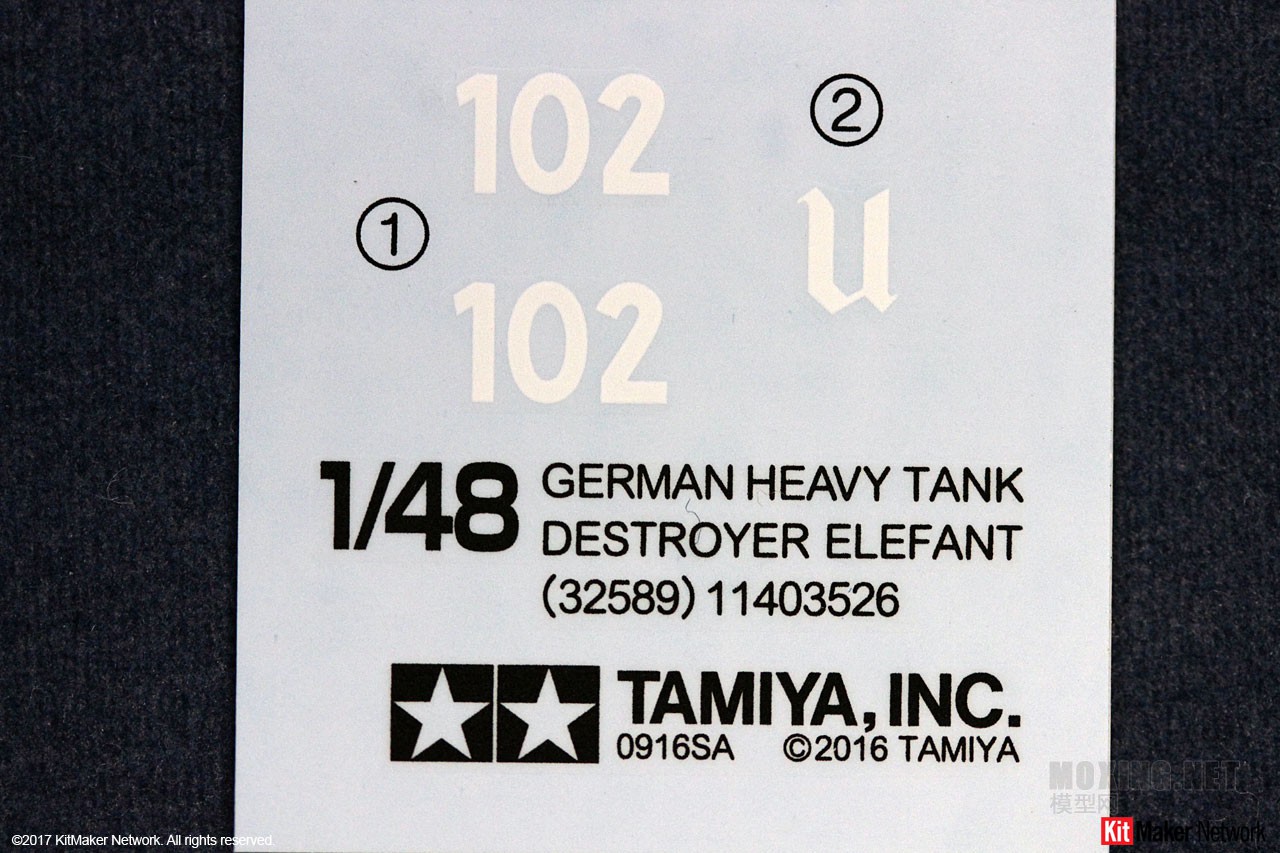 102
②
u
①
102
1/48 GERMAN HEAVY TANK
DESTROYER ELEFANT
(32589) 11403526
TAMIYA, INC.
0916SA ©2016 TAMIYA
MOXING.NET
模型网
Kit Maker Network
©2017 KitMaker Network. All rights reserved.